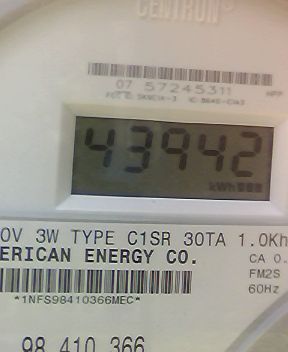 CENTRON
07 57245311
43942
kWh
0V 3W TYPE C1SR 30TA 1.0Kh
ERICAN ENERGY CO.
CA 0.
FM2S
60Hz
*1NFS98410366MEC*
98 410 366